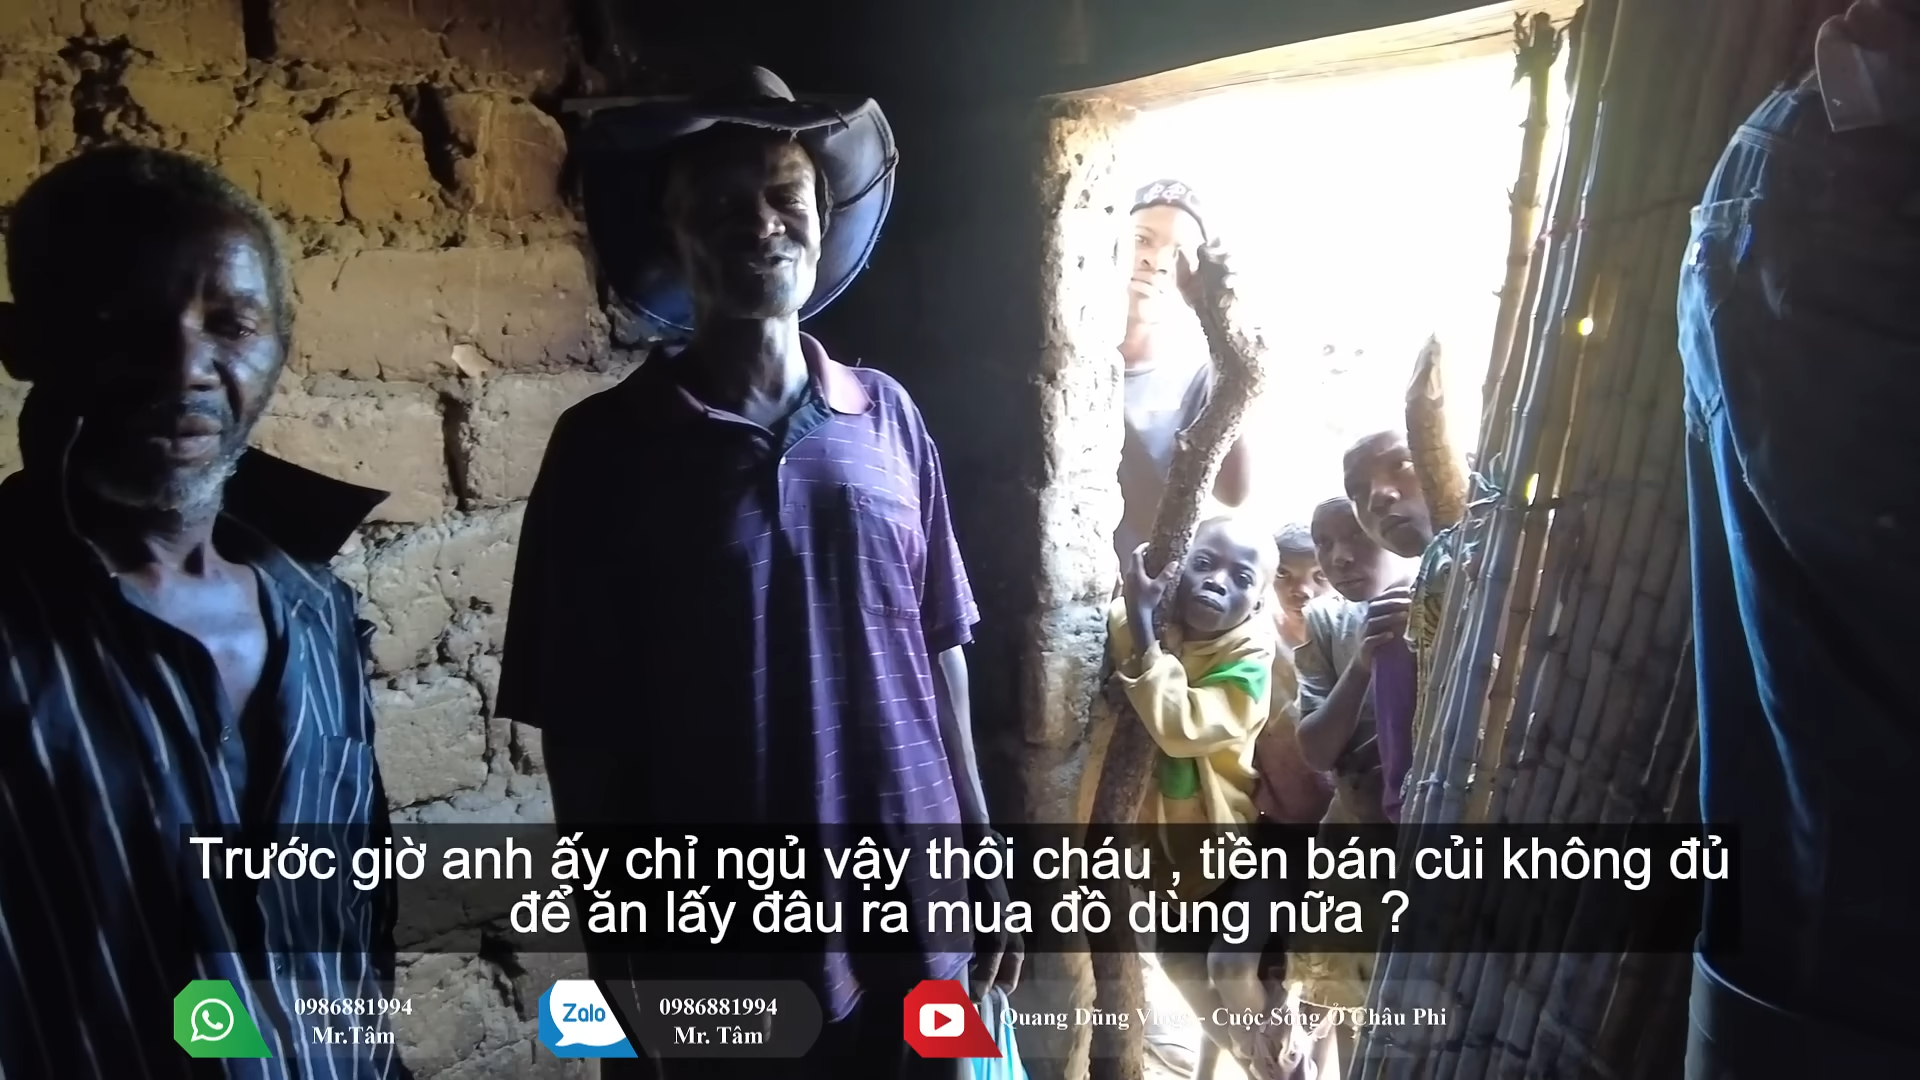 Trước giờ anh ấy chỉ ngủ vậy thôi cháu , tiền bán củi không đủ
để ăn lấy đâu ra mua đồ dùng nữa ?
0986881994
Mr.Tâm
Zalo
0986881994
Mr. Tâm
Quang Dũng Vlogs - Cuộc Sống Ở Châu Phi